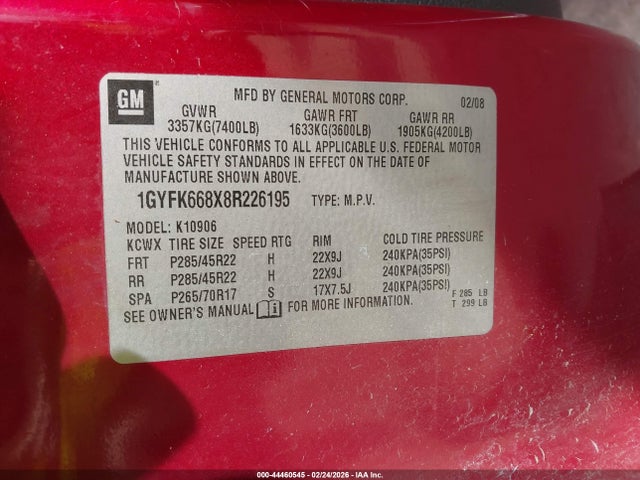 GM
MFD BY GENERAL MOTORS CORP. 02/08
GVWR GAWR FRT GAWR RR
3357KG(7400LB) 1633KG(3600LB) 1905KG(4200LB)
THIS VEHICLE CONFORMS TO ALL APPLICABLE U.S. FEDERAL MOTOR
VEHICLE SAFETY STANDARDS IN EFFECT ON THE DATE OF
MANUFACTURE SHOWN ABOVE.
1GYFK668X8R226195 TYPE: M.P.V.
MODEL: K10906
KCWX TIRE SIZE SPEED RTG RIM COLD TIRE PRESSURE
FRT P285/45R22 H 22X9J 240KPA(35PSI)
RR P285/45R22 H 22X9J 240KPA(35PSI)
SPA P265/70R17 S 17X7.5J 240KPA(35PSI)
SEE OWNER'S MANUAL i FOR MORE INFORMATION.
F 285 LB
T 299 LB
000-44460545 - 02/24/2026 - IAA Inc.